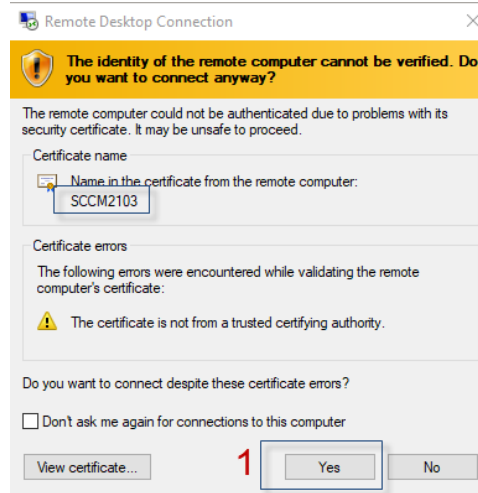 Remote Desktop Connection
The identity of the remote computer cannot be verified. Do
you want to connect anyway?
The remote computer could not be authenticated due to problems with its
security certificate. It may be unsafe to proceed.
Certificate name
Name in the certificate from the remote computer:
SCCM2103
Certificate errors
The following errors were encountered while validating the remote
computer's certificate:
The certificate is not from a trusted certifying authority.
Do you want to connect despite these certificate errors?
Don't ask me again for connections to this computer
View certificate... 1 Yes No